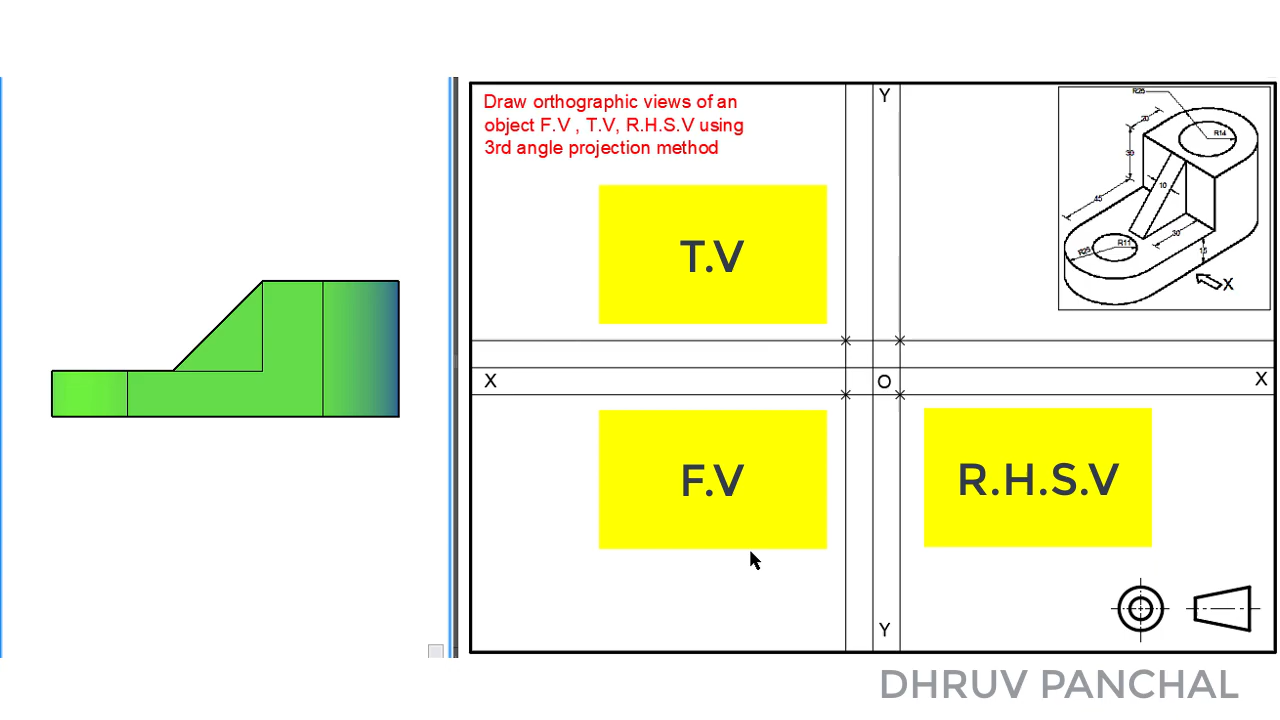 Draw orthographic views of an
object F.V , T.V, R.H.S.V using
3rd angle projection method
Y
R25
20
R14
30
10
45
30
R25
R11
15
X
T.V
X
O
X
F.V
R.H.S.V
Y
DHRUV PANCHAL